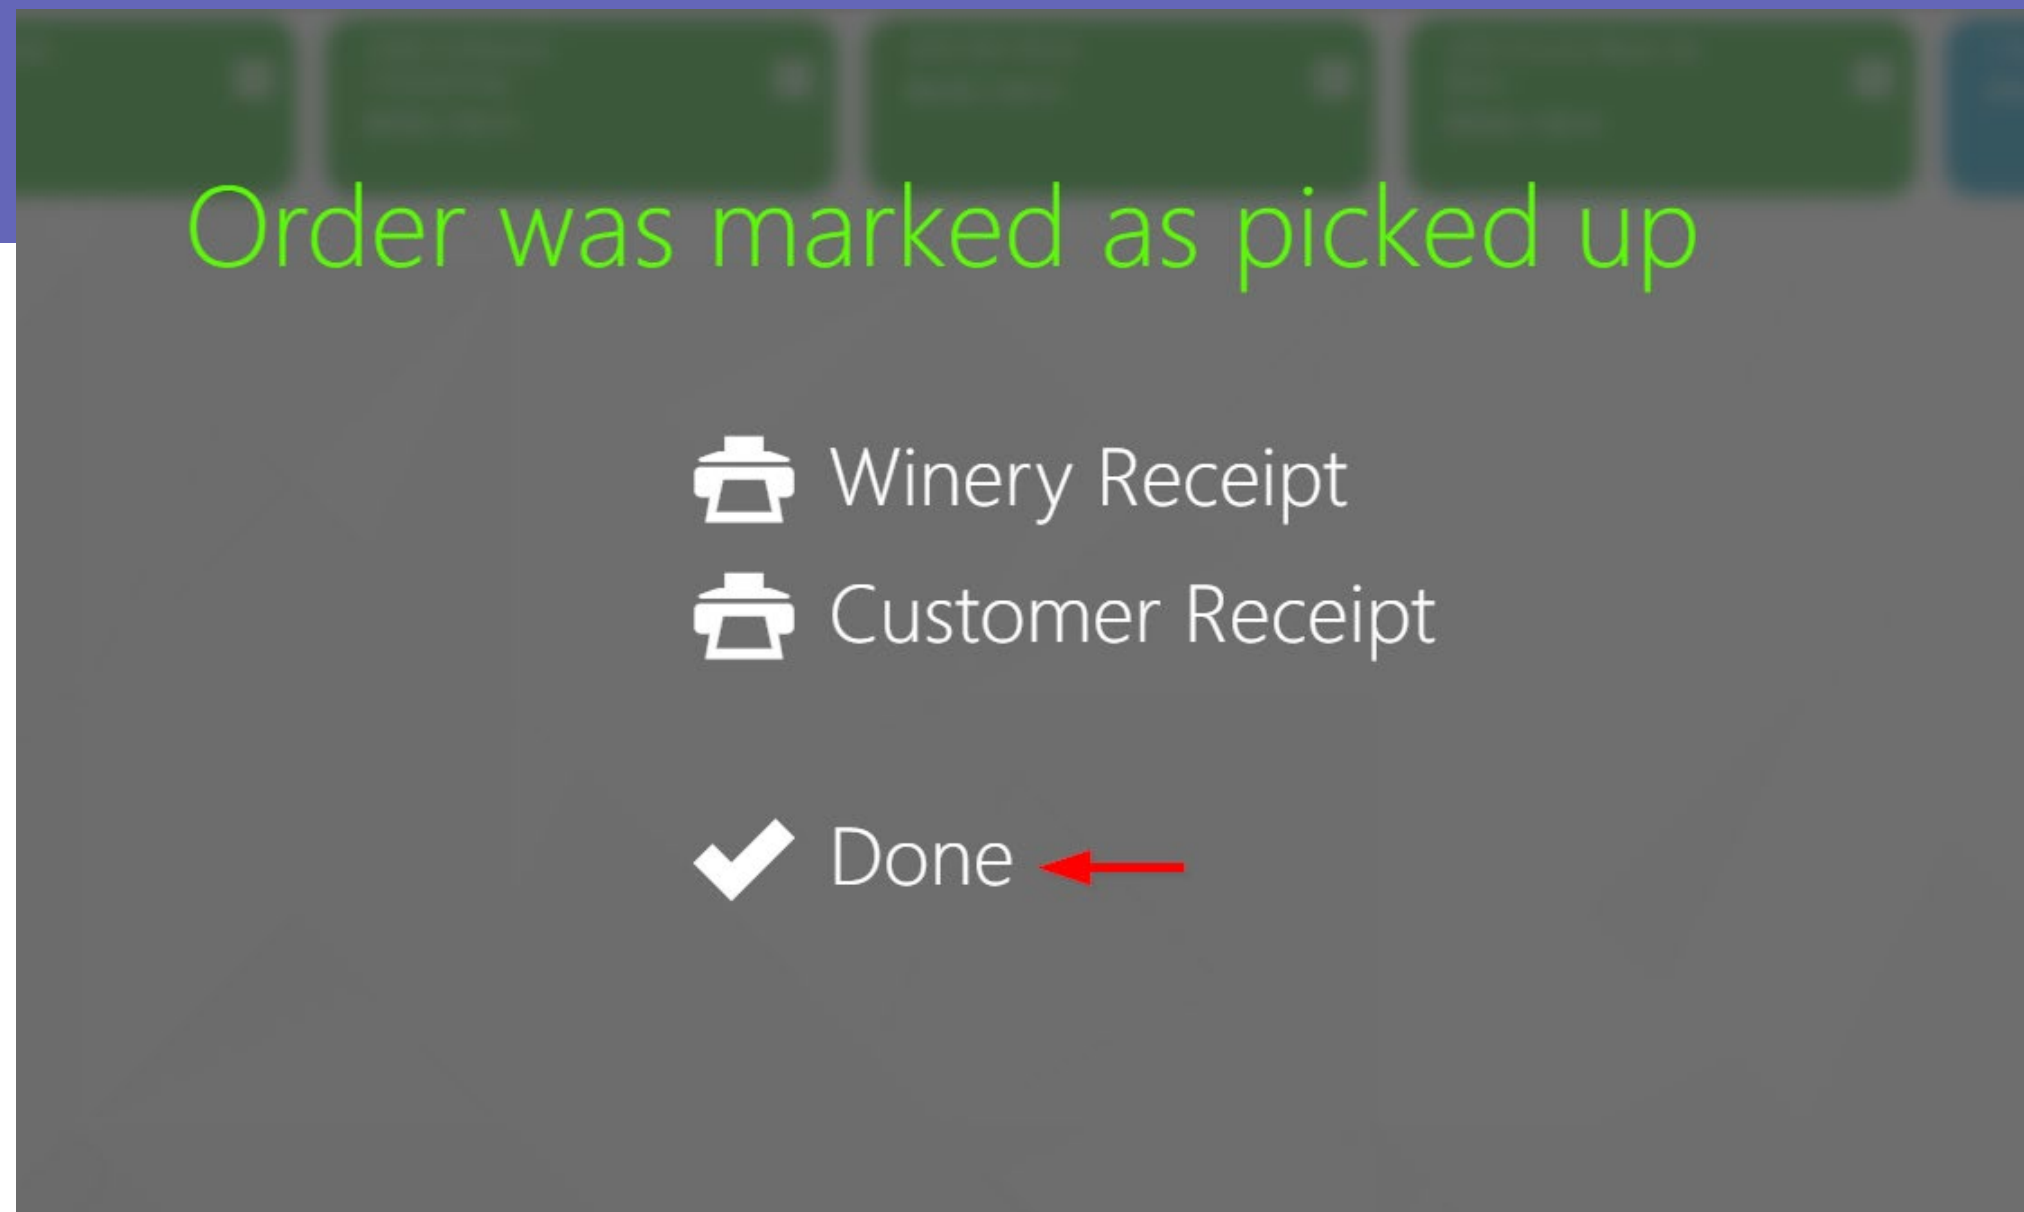 Order was marked as picked up
Winery Receipt
Customer Receipt
Done